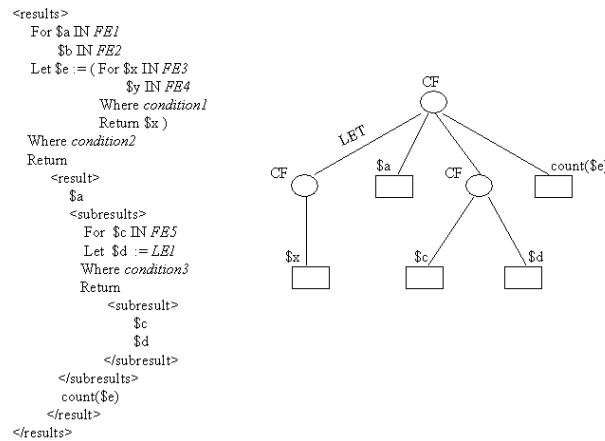 <results>
For $a IN FE1
$b IN FE2
Let $e := ( For $x IN FE3
$y IN FE4
Where condition1
Return $x )
Where condition2
Return
<result>
$a
<subresults>
For $c IN FE5
Let $d := LE1
Where condition3
Return
<subresult>
$c
$d
</subresult>
</subresults>
count($e)
</result>
</results>
CF
LET
CF
$a
CF
count($e)
$x
$c
$d